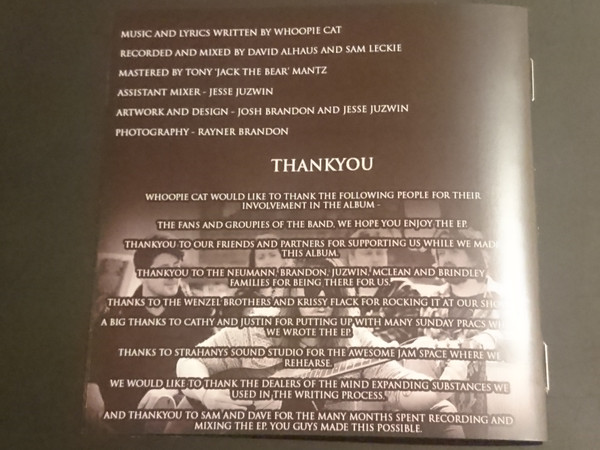 MUSIC AND LYRICS WRITTEN BY WHOOPIE CAT
RECORDED AND MIXED BY DAVID ALHAUS AND SAM LECKIE
MASTERED BY TONY 'JACK THE BEAR' MANTZ
ASSISTANT MIXER - JESSE JUZWIN
ARTWORK AND DESIGN - JOSH BRANDON AND JESSE JUZWIN
PHOTOGRAPHY - RAYNER BRANDON
THANKYOU
WHOOPIE CAT WOULD LIKE TO THANK THE FOLLOWING PEOPLE FOR THEIR
INVOLVEMENT IN THE ALBUM -
THE FANS AND GROUPIES OF THE BAND, WE HOPE YOU ENJOY THE EP.
THANKYOU TO OUR FRIENDS AND PARTNERS FOR SUPPORTING US WHILE WE MADE
THIS ALBUM.
THANKYOU TO THE NEUMANN, BRANDON, JUZWIN, MCLEAN AND BRINDLEY
FAMILIES FOR BEING THERE FOR US.
THANKS TO THE WENZEL BROTHERS AND KRISSY FLACK FOR ROCKING IT AT OUR
A BIG THANKS TO CATHY AND JUSTIN FOR PUTTING UP WITH MANY SUNDAY PRACS
WE WROTE THE EP.
THANKS TO STRAHANYS SOUND STUDIO FOR THE AWESOME JAM SPACE WHERE WE
REHEARSE.
WE WOULD LIKE TO THANK THE DEALERS OF THE MIND EXPANDING SUBSTANCES WE
USED IN THE WRITING PROCESS.
AND THANKYOU TO SAM AND DAVE FOR THE MANY MONTHS SPENT RECORDING AND
MIXING THE EP. YOU GUYS MADE THIS POSSIBLE.